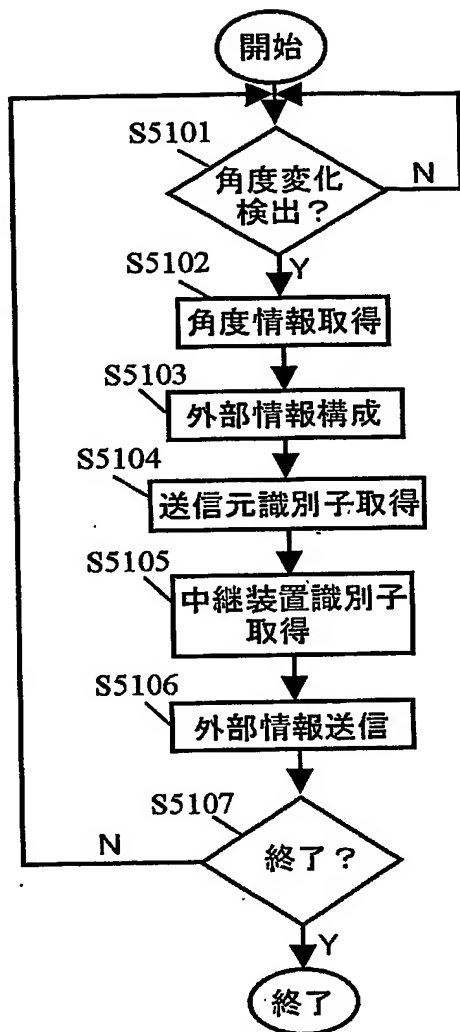 開始
S5101
角度変化
検出?
N
Y
S5102
角度情報取得
S5103
外部情報構成
S5104
送信元識別子取得
S5105
中継装置識別子
取得
S5106
外部情報送信
S5107
終了?
N
Y
終了